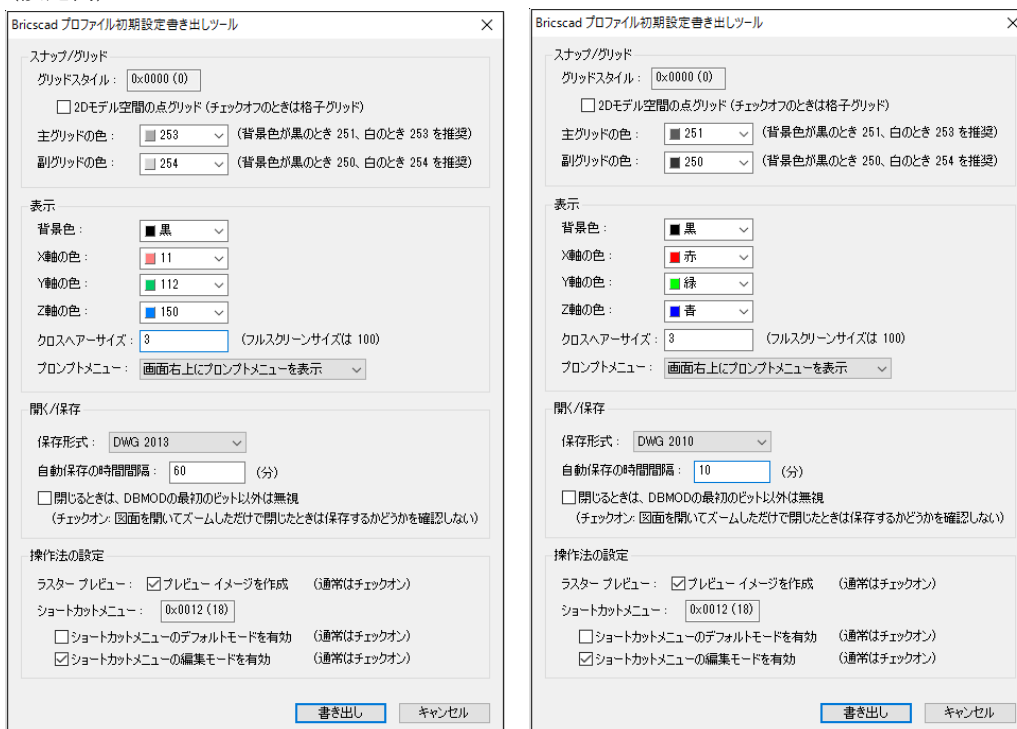 Bricscad プロファイル初期設定書き出しツール
スナップ/グリッド
グリッドスタイル： 0x0000 (0)
2Dモデル空間の点グリッド (チェックオフのときは格子グリッド)
主グリッドの色： 253 (背景色が黒のとき 251、白のとき 253 を推奨)
副グリッドの色： 254 (背景色が黒のとき 250、白のとき 254 を推奨)
表示
背景色： 黒
X軸の色： 11
Y軸の色： 112
Z軸の色： 150
クロスヘアーサイズ： 3 (フルスクリーンサイズは 100)
プロンプトメニュー： 画面右上にプロンプトメニューを表示
開く/保存
保存形式： DWG 2013
自動保存の時間間隔： 60 (分)
閉じるときは、DBMODの最初のビット以外は無視
(チェックオン: 図面を開いてズームしただけで閉じたときは保存するかどうかを確認しない)
操作法の設定
ラスター プレビュー： プレビュー イメージを作成 (通常はチェックオン)
ショートカットメニュー： 0x0012 (18)
ショートカットメニューのデフォルトモードを有効 (通常はチェックオン)
ショートカットメニューの編集モードを有効 (通常はチェックオン)
書き出し キャンセル
Bricscad プロファイル初期設定書き出しツール
スナップ/グリッド
グリッドスタイル： 0x0000 (0)
2Dモデル空間の点グリッド (チェックオフのときは格子グリッド)
主グリッドの色： 251 (背景色が黒のとき 251、白のとき 253 を推奨)
副グリッドの色： 250 (背景色が黒のとき 250、白のとき 254 を推奨)
表示
背景色： 黒
X軸の色： 赤
Y軸の色： 緑
Z軸の色： 青
クロスヘアーサイズ： 3 (フルスクリーンサイズは 100)
プロンプトメニュー： 画面右上にプロンプトメニューを表示
開く/保存
保存形式： DWG 2010
自動保存の時間間隔： 10 (分)
閉じるときは、DBMODの最初のビット以外は無視
(チェックオン: 図面を開いてズームしただけで閉じたときは保存するかどうかを確認しない)
操作法の設定
ラスター プレビュー： プレビュー イメージを作成 (通常はチェックオン)
ショートカットメニュー： 0x0012 (18)
ショートカットメニューのデフォルトモードを有効 (通常はチェックオン)
ショートカットメニューの編集モードを有効 (通常はチェックオン)
書き出し キャンセル